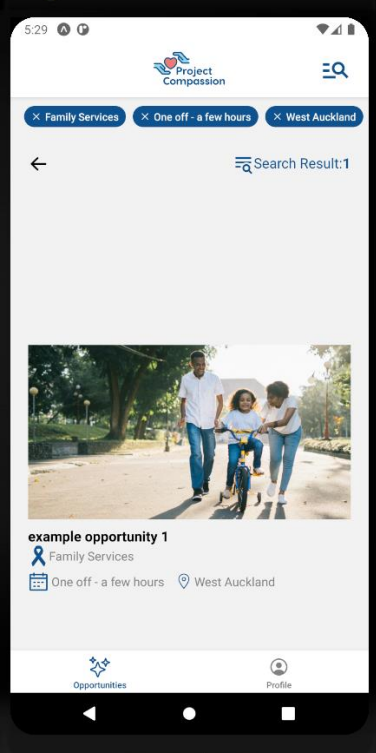 5:29
Project
Compassion
× Family Services × One off - a few hours × West Auckland
Search Result:1
example opportunity 1
Family Services
One off - a few hours West Auckland
Opportunities Profile